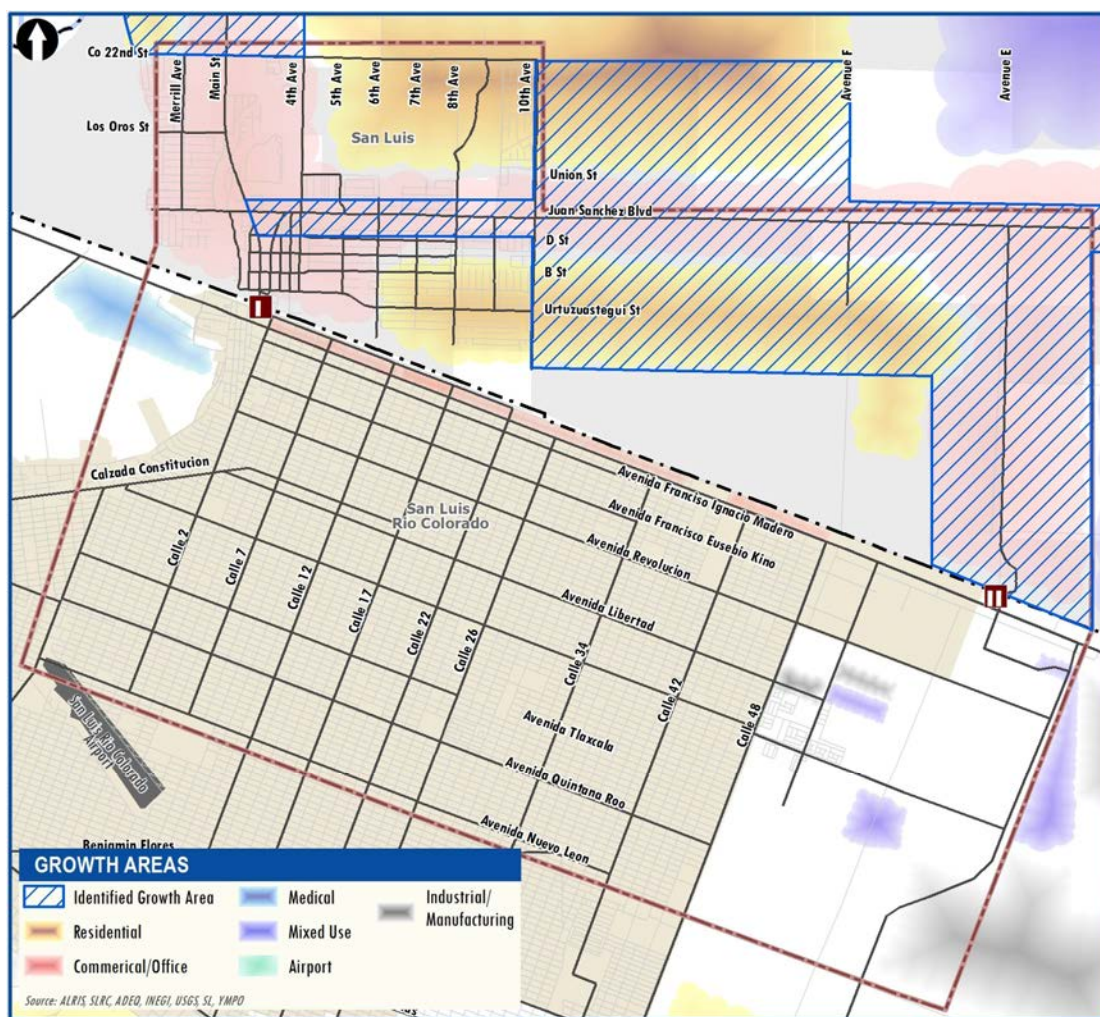 Co 22nd St
Merrill Ave
Main St
4th Ave
5th Ave
6th Ave
7th Ave
8th Ave
10th Ave
Avenue F
Avenue E
Los Oros St
San Luis
Union St
Juan Sanchez Blvd
D St
B St
Urtuzuastegui St
I
II
Calzada Constitucion
San Luis
Rio Colorado
Avenida Franciso Ignacio Madero
Avenida Francisco Eusebio Kino
Avenida Revolucion
Avenida Libertad
Calle 2
Calle 7
Calle 12
Calle 17
Calle 22
Calle 26
Calle 34
Calle 42
Calle 48
San Luis Rio Colorado
Airport
Avenida Tlaxcala
Avenida Quintana Roo
Avenida Nuevo Leon
Benjamin Flores
GROWTH AREAS
Identified Growth Area
Medical
Industrial/
Manufacturing
Residential
Mixed Use
Commerical/Office
Airport
Source: ALRIS, SLRC, ADEQ, INEGI, USGS, SL, YMPO